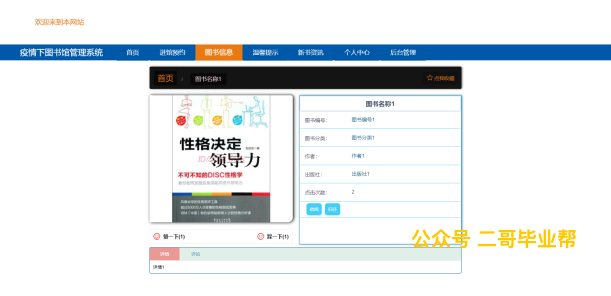 欢迎来到本网站
疫情下图书馆管理系统 首页 进馆预约 图书信息 温馨提示 新书资讯 个人中心 后台管理
首页 / 图书名称1 点我收藏
性格决定
领导力
不可不知的DISC性格学
图书名称1
图书编号: 图书编号1
图书分类: 图书分类1
作者: 作者1
出版社: 出版社1
点击次数: 2
赞一下(1) 踩一下(1)
公众号 二哥毕业帮
详情 评论
详情1